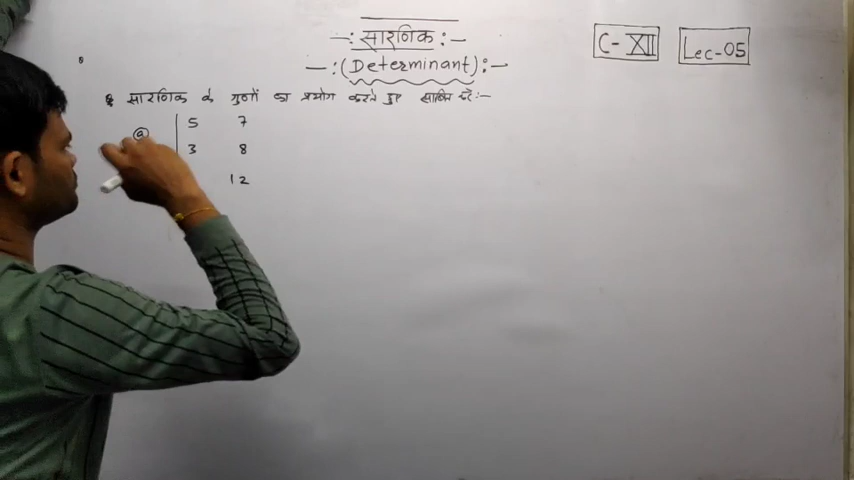 —: सारणिक :—
C - XII
Lec-05
—:(Determinant):—
सारणिक के गुणों का प्रयोग करते हुए साबित करें:—
(a) 5 7
3 8
12